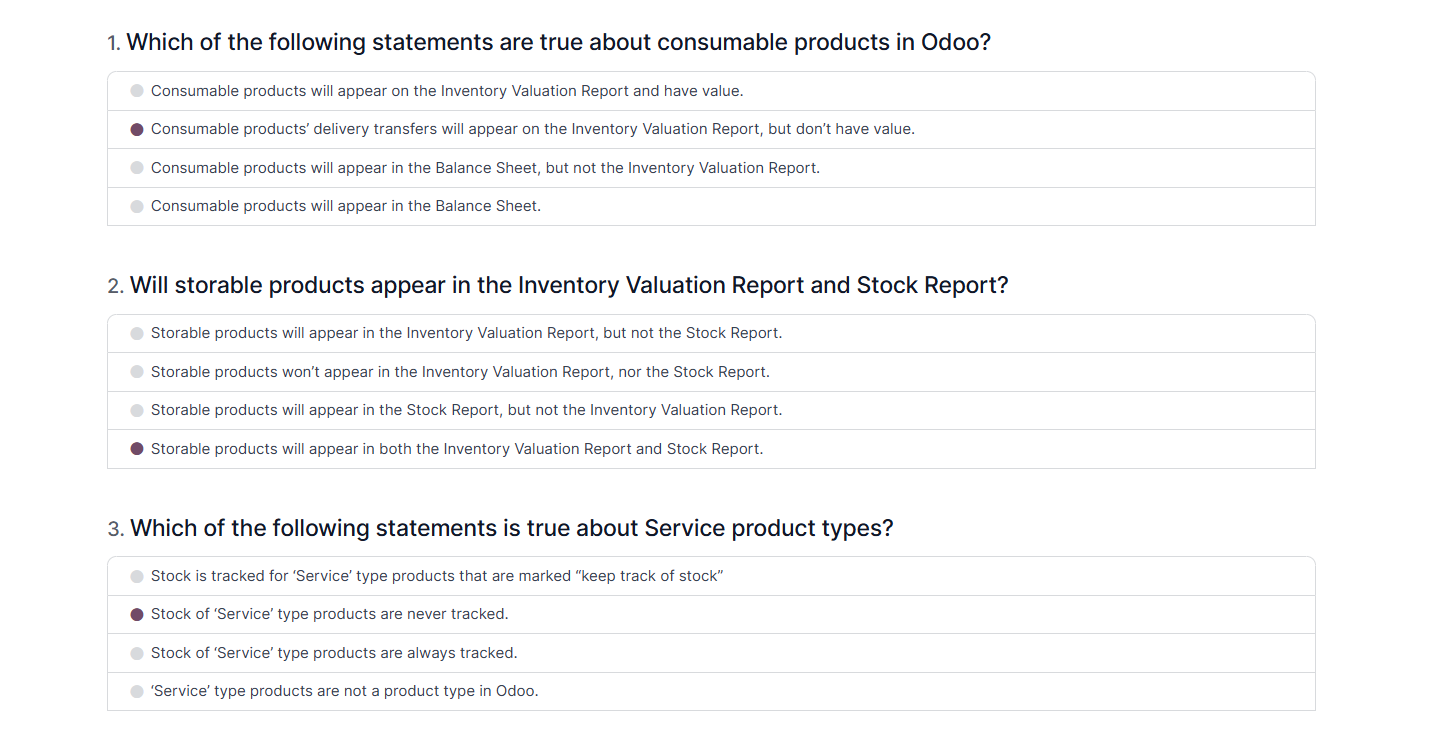 1. Which of the following statements are true about consumable products in Odoo?
Consumable products will appear on the Inventory Valuation Report and have value.
Consumable products’ delivery transfers will appear on the Inventory Valuation Report, but don’t have value.
Consumable products will appear in the Balance Sheet, but not the Inventory Valuation Report.
Consumable products will appear in the Balance Sheet.
2. Will storable products appear in the Inventory Valuation Report and Stock Report?
Storable products will appear in the Inventory Valuation Report, but not the Stock Report.
Storable products won’t appear in the Inventory Valuation Report, nor the Stock Report.
Storable products will appear in the Stock Report, but not the Inventory Valuation Report.
Storable products will appear in both the Inventory Valuation Report and Stock Report.
3. Which of the following statements is true about Service product types?
Stock is tracked for ‘Service’ type products that are marked “keep track of stock”
Stock of ‘Service’ type products are never tracked.
Stock of ‘Service’ type products are always tracked.
‘Service’ type products are not a product type in Odoo.